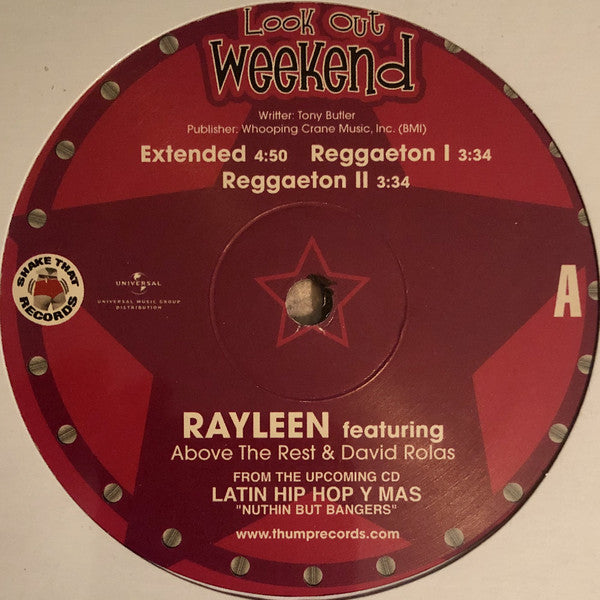 Look Out
Weekend
Writter: Tony Butler
Publisher: Whooping Crane Music, Inc. (BMI)
Extended 4:50 Reggaeton I 3:34
Reggaeton II 3:34
SHAKE THAT
RECORDS
UNIVERSAL
UNIVERSAL MUSIC GROUP
DISTRIBUTION
A
RAYLEEN featuring
Above The Rest & David Rolas
FROM THE UPCOMING CD
LATIN HIP HOP Y MAS
"NUTHIN BUT BANGERS"
www.thumprecords.com